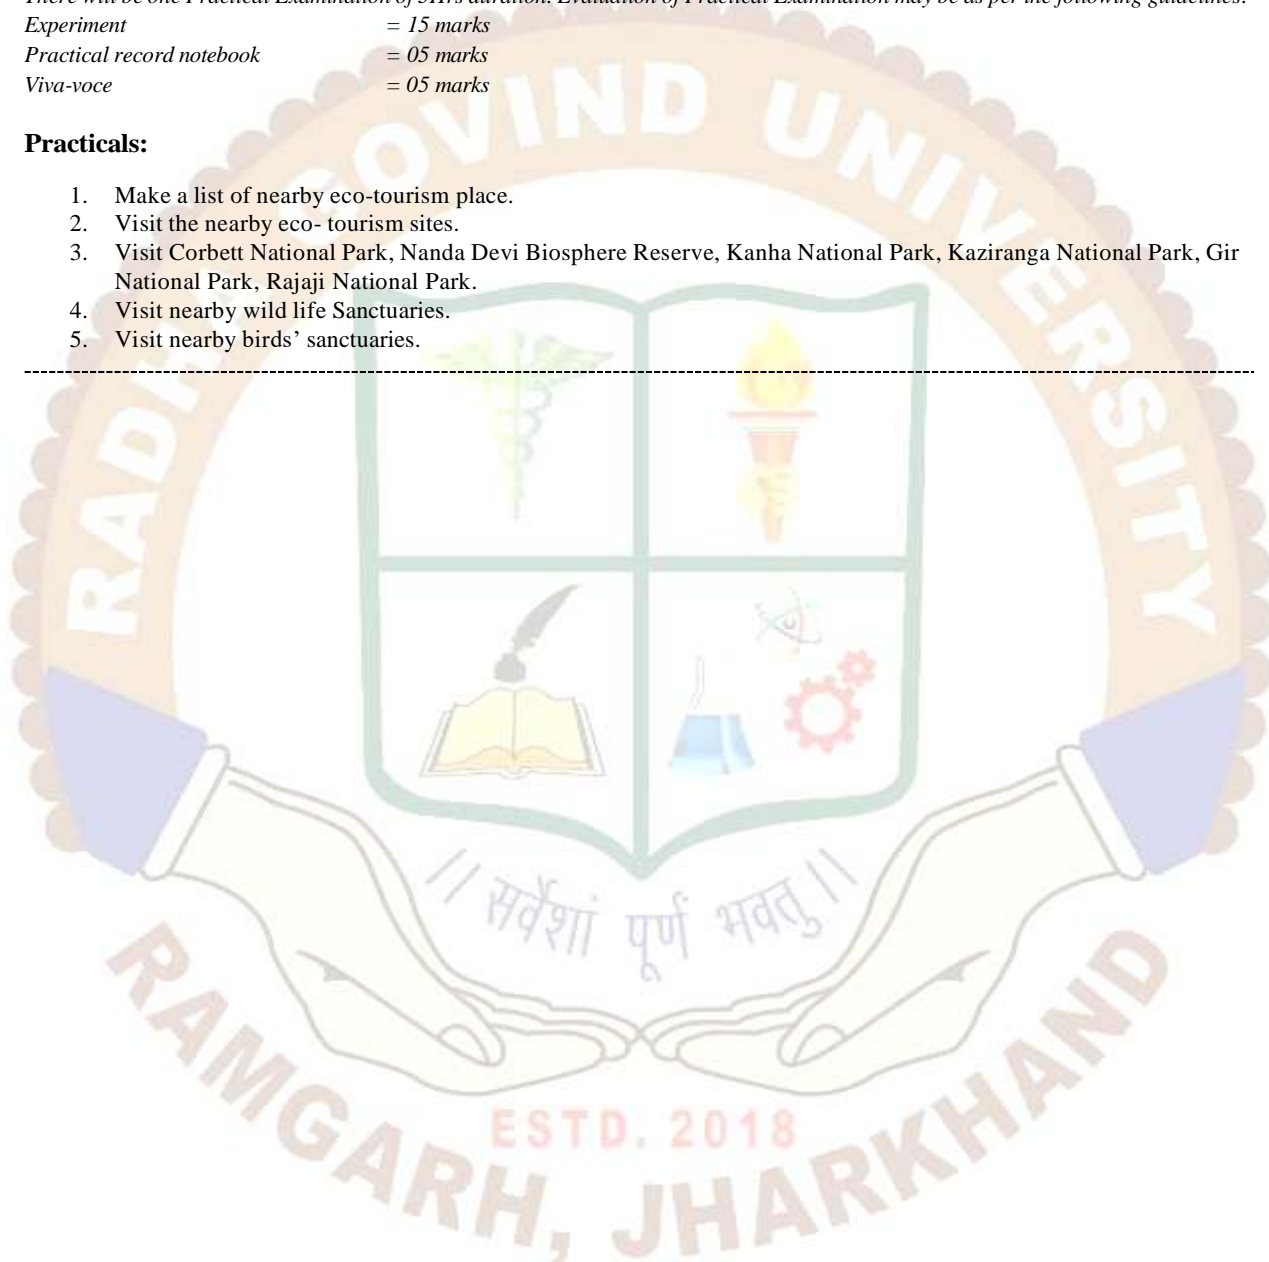 There will be one Practical Examination of 3Hrs duration. Evaluation of Practical Examination may be as per the following guidelines:
Experiment = 15 marks
Practical record notebook = 05 marks
Viva-voce = 05 marks
Practicals:
1. Make a list of nearby eco-tourism place.
2. Visit the nearby eco- tourism sites.
3. Visit Corbett National Park, Nanda Devi Biosphere Reserve, Kanha National Park, Kaziranga National Park, Gir
National Park, Rajaji National Park.
4. Visit nearby wild life Sanctuaries.
5. Visit nearby birds’ sanctuaries.
RADHA GOVIND UNIVERSITY
// सर्वेशां पूर्ण भवतु //
ESTD. 2018
RAMGARH, JHARKHAND